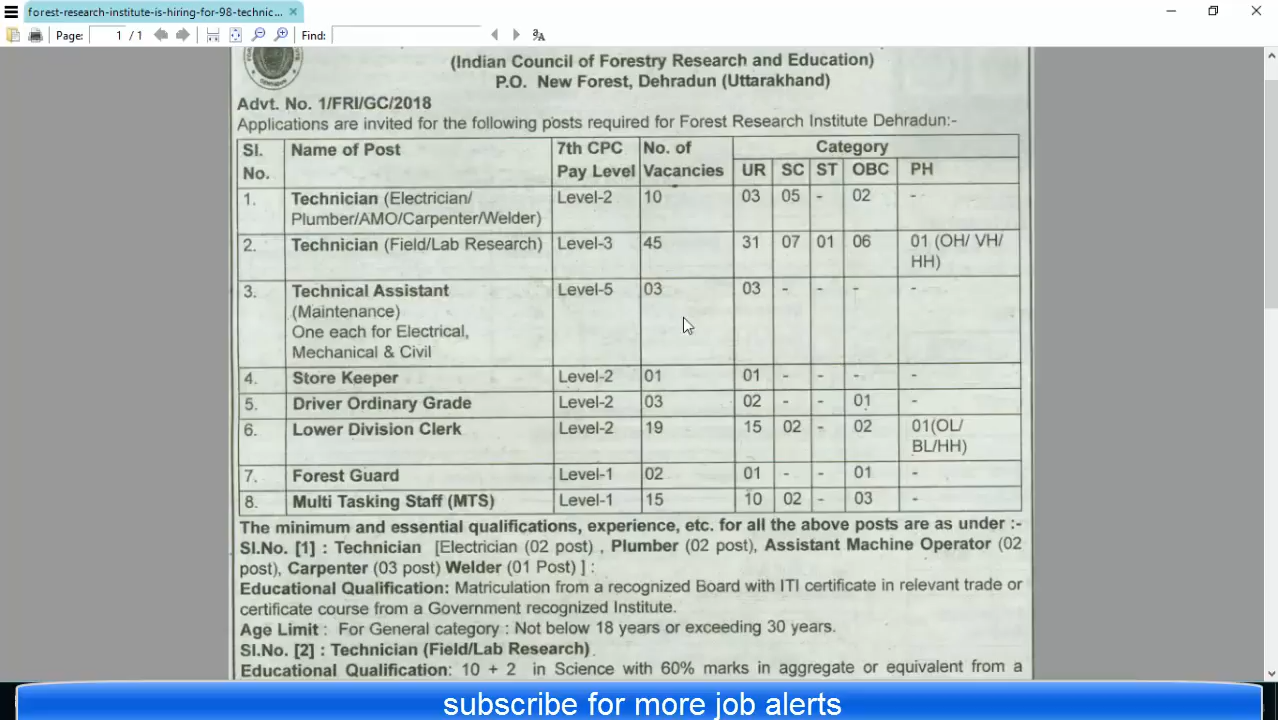 forest-research-institute-is-hiring-for-98-technic...
Page: 1 / 1 Find:
(Indian Council of Forestry Research and Education)
P.O. New Forest, Dehradun (Uttarakhand)
Advt. No. 1/FRI/GC/2018
Applications are invited for the following posts required for Forest Research Institute Dehradun:-
Sl. No. Name of Post 7th CPC Pay Level No. of Vacancies Category
UR SC ST OBC PH
1. Technician (Electrician/ Level-2 10 03 05 - 02 -
Plumber/AMO/Carpenter/Welder)
2. Technician (Field/Lab Research) Level-3 45 31 07 01 06 01 (OH/ VH/
HH)
3. Technical Assistant Level-5 03 03 - - - -
(Maintenance)
One each for Electrical,
Mechanical & Civil
4. Store Keeper Level-2 01 01 - - - -
5. Driver Ordinary Grade Level-2 03 02 - - 01 -
6. Lower Division Clerk Level-2 19 15 02 - 02 01(OL/
BL/HH)
7. Forest Guard Level-1 02 01 - - 01 -
8. Multi Tasking Staff (MTS) Level-1 15 10 02 - 03 -
The minimum and essential qualifications, experience, etc. for all the above posts are as under :-
Sl.No. [1] : Technician [Electrician (02 post) , Plumber (02 post), Assistant Machine Operator (02
post), Carpenter (03 post) Welder (01 Post) ] :
Educational Qualification: Matriculation from a recognized Board with ITI certificate in relevant trade or
certificate course from a Government recognized Institute.
Age Limit : For General category : Not below 18 years or exceeding 30 years.
Sl.No. [2] : Technician (Field/Lab Research)
Educational Qualification: 10 + 2 in Science with 60% marks in aggregate or equivalent from a
subscribe for more job alerts